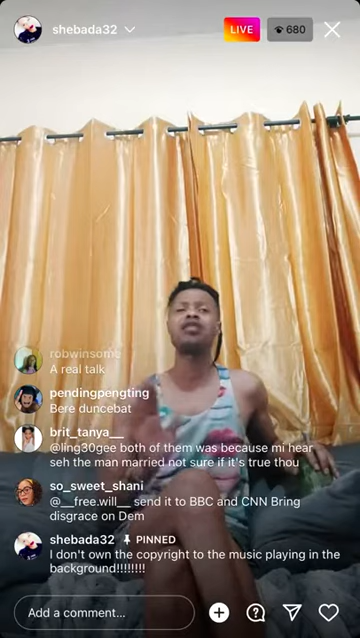 shebada32
LIVE
680
robwinsome
A real talk
pendingpengting
Bere duncebat
brit_tanya__
@ling30gee both of them was because mi hear
seh the man married not sure if it's true thou
so_sweet_shani
@__free.will__ send it to BBC and CNN Bring
disgrace on Dem
shebada32 PINNED
I don't own the copyright to the music playing in the
background!!!!!!!!
Add a comment...